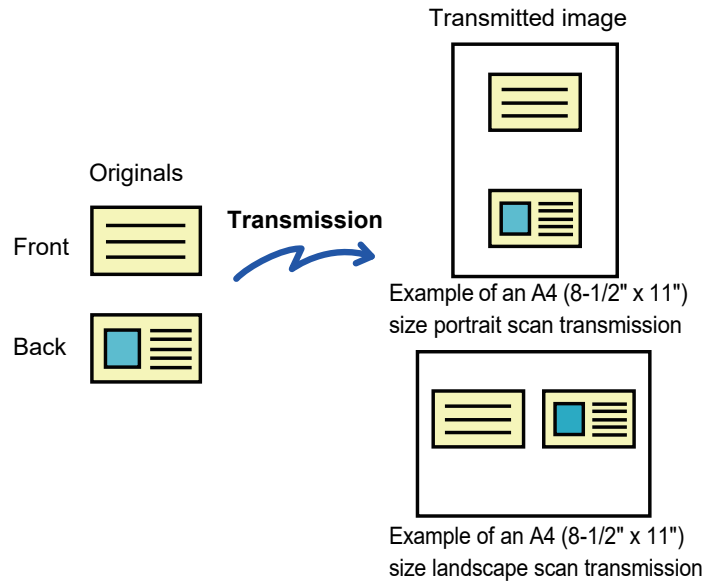 Transmitted image
Originals
Front
Transmission
Back
Example of an A4 (8-1/2" x 11")
size portrait scan transmission
Example of an A4 (8-1/2" x 11")
size landscape scan transmission